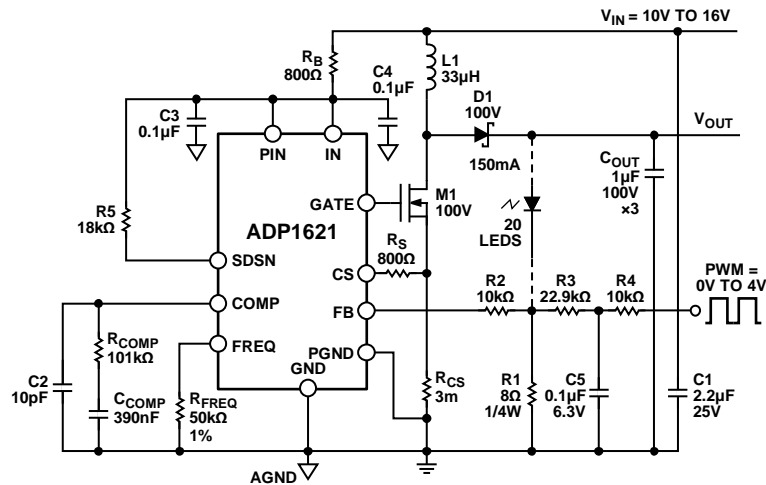 V_IN = 10V TO 16V
R_B
800Ω
C4
0.1µF
L1
33µH
C3
0.1µF
D1
100V
V_OUT
PIN
IN
150mA
C_OUT
1µF
100V
×3
GATE
M1
100V
R5
18kΩ
ADP1621
20
LEDS
R_S
800Ω
PWM =
0V TO 4V
SDSN
CS
R2
10kΩ
R3
22.9kΩ
R4
10kΩ
COMP
FB
R_COMP
101kΩ
FREQ
PGND
GND
C2
10pF
C_COMP
390nF
R_FREQ
50kΩ
1%
R_CS
3m
R1
8Ω
1/4W
C5
0.1µF
6.3V
C1
2.2µF
25V
AGND